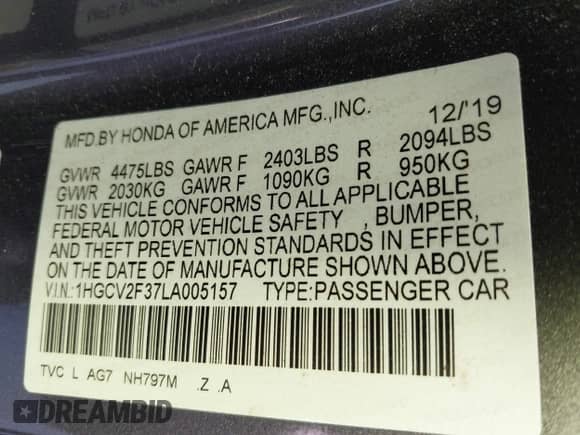 MFD.BY HONDA OF AMERICA MFG.,INC. 12/'19
GVWR 4475LBS GAWR F 2403LBS R 2094LBS
GVWR 2030KG GAWR F 1090KG R 950KG
THIS VEHICLE CONFORMS TO ALL APPLICABLE
FEDERAL MOTOR VEHICLE SAFETY , BUMPER,
AND THEFT PREVENTION STANDARDS IN EFFECT
ON THE DATE OF MANUFACTURE SHOWN ABOVE.
V.I.N.:1HGCV2F37LA005157 TYPE:PASSENGER CAR
TVC L AG7 NH797M .Z .A
DREAMBID